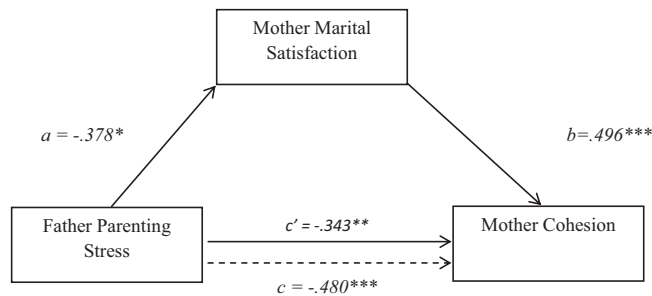 Mother Marital
Satisfaction
a = -.378*
b=.496***
Father Parenting
Stress
c’ = -.343**
Mother Cohesion
c = -.480***